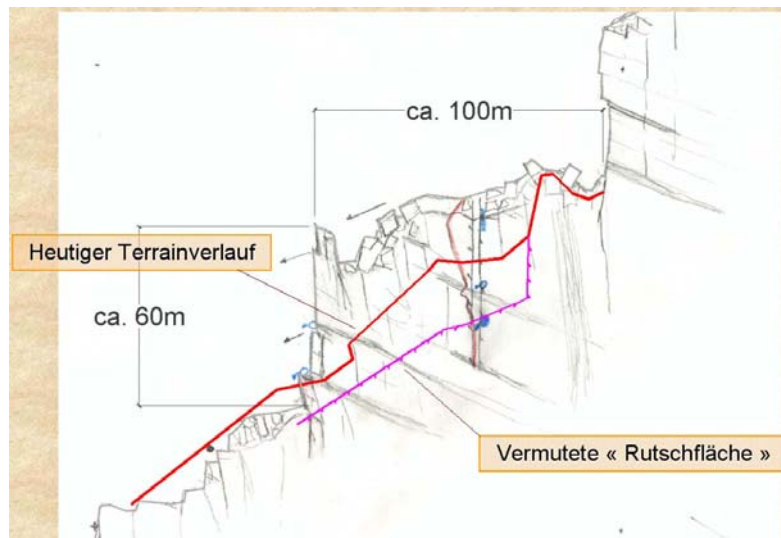 ca. 100m
Heutiger Terrainverlauf
ca. 60m
Vermutete « Rutschfläche »